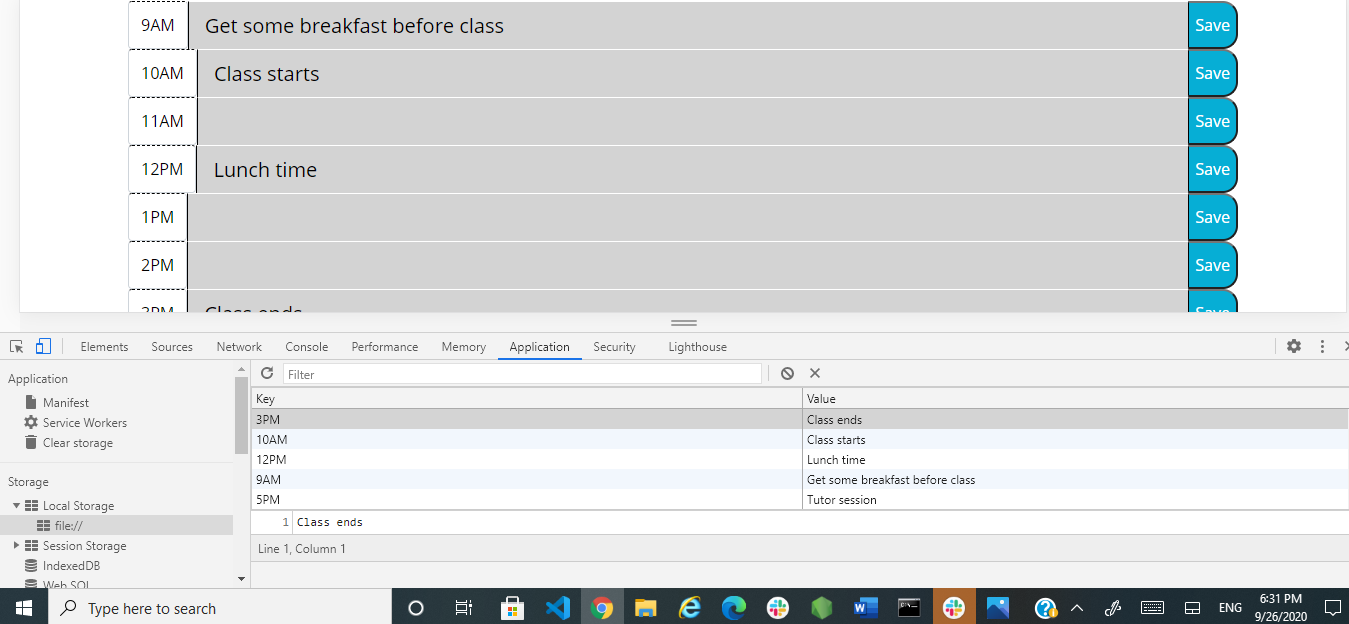 9AM Get some breakfast before class Save
10AM Class starts Save
11AM Save
12PM Lunch time Save
1PM Save
2PM Save
3PM Class ends Save
Elements Sources Network Console Performance Memory Application Security Lighthouse
Application
Manifest
Service Workers
Clear storage
Storage
Local Storage
file://
Session Storage
IndexedDB
Web SQL
Filter
Key Value
3PM Class ends
10AM Class starts
12PM Lunch time
9AM Get some breakfast before class
5PM Tutor session
1 Class ends
Line 1, Column 1
Type here to search
ENG
6:31 PM
9/26/2020